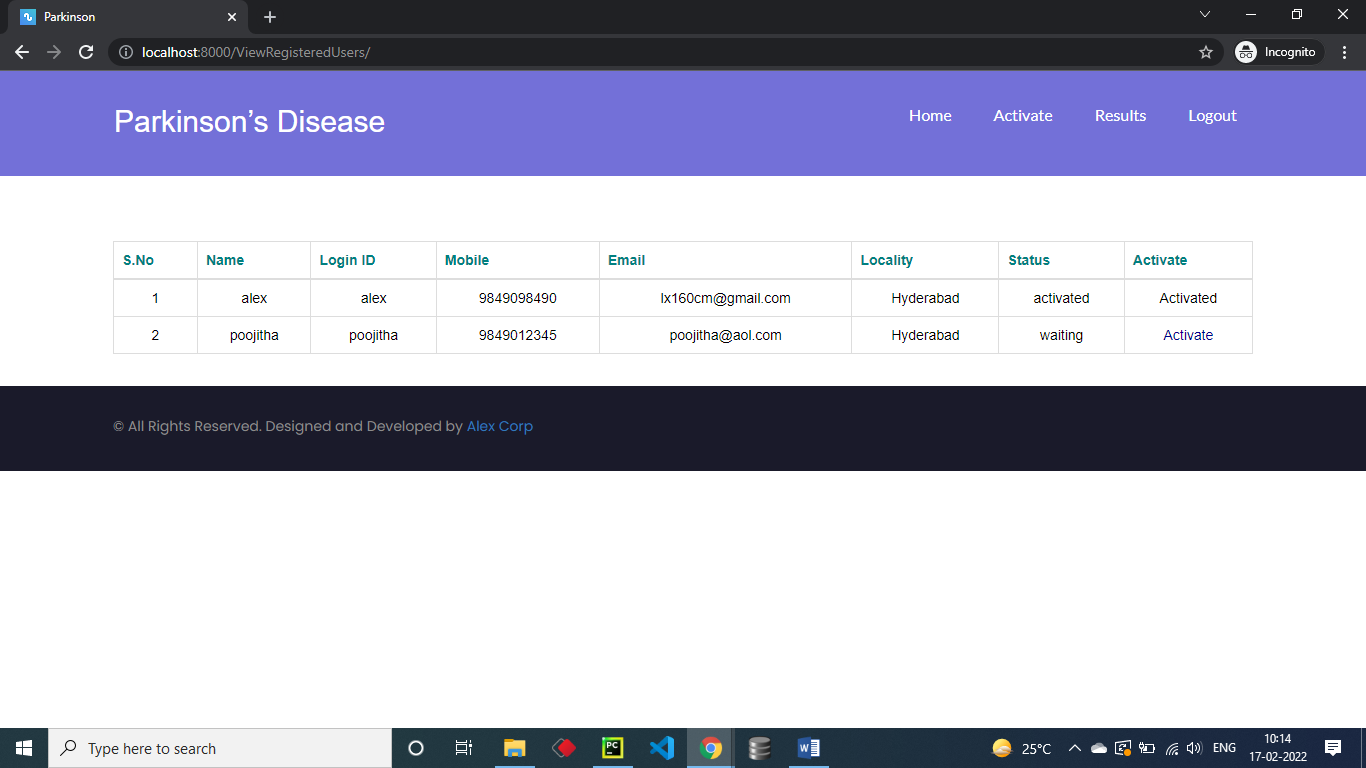 Parkinson
localhost:8000/ViewRegisteredUsers/
Incognito
Parkinson’s Disease
Home Activate Results Logout
S.No Name Login ID Mobile Email Locality Status Activate
1 alex alex 9849098490 lx160cm@gmail.com Hyderabad activated Activated
2 poojitha poojitha 9849012345 poojitha@aol.com Hyderabad waiting Activate
© All Rights Reserved. Designed and Developed by Alex Corp
Type here to search
PC
25°C
ENG
10:14
17-02-2022